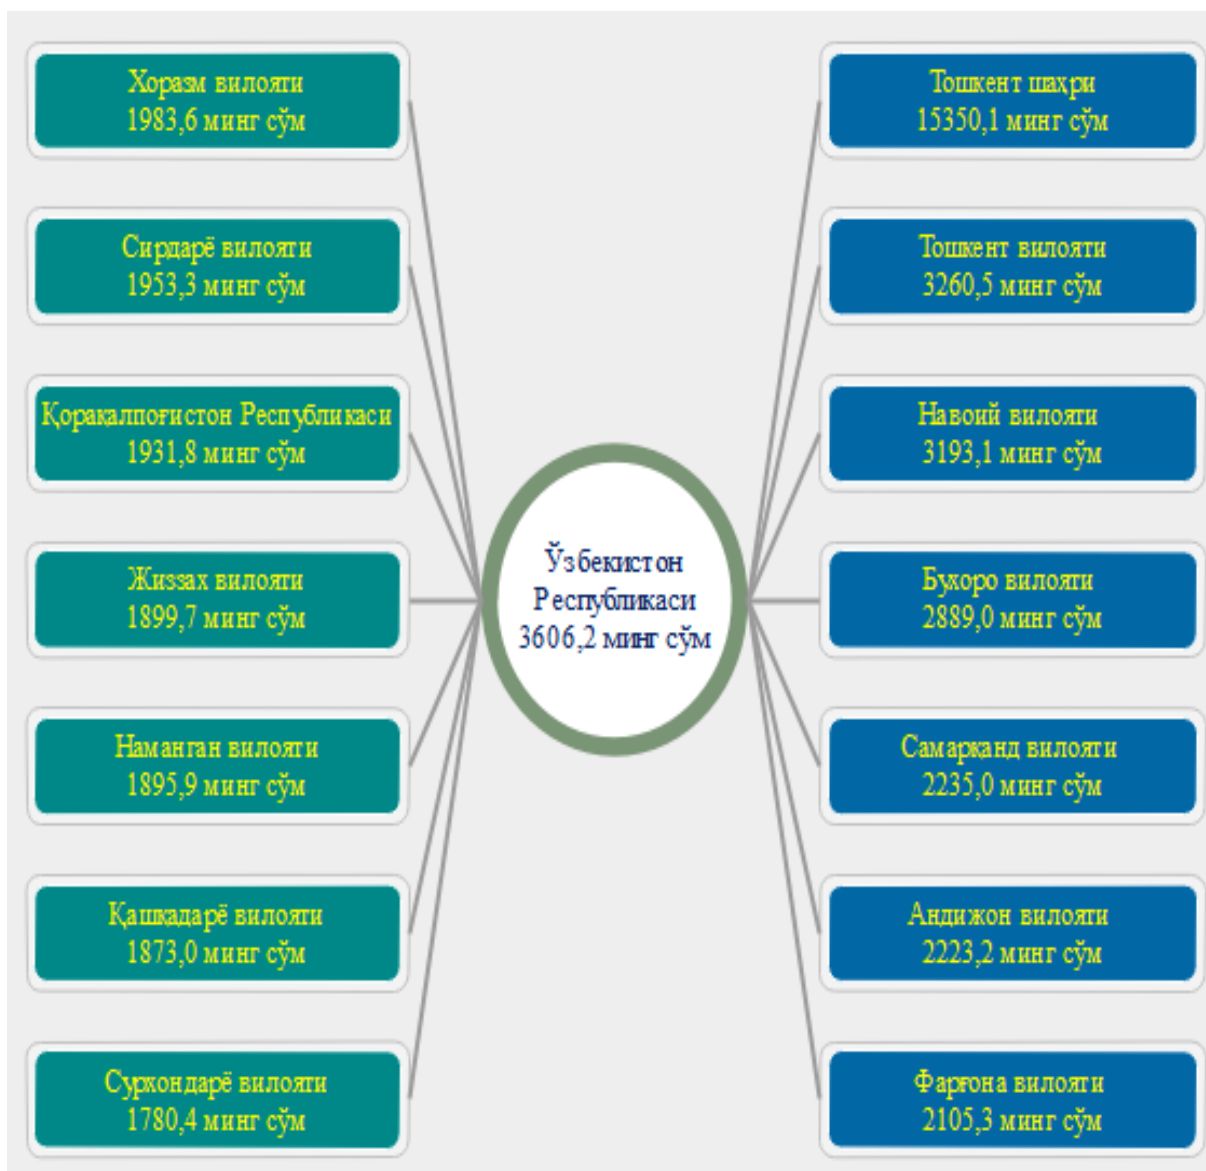 Хоразм вилояти
1983,6 минг сўм
Сирдарё вилояти
1953,3 минг сўм
Қорақалпоғистон Республикаси
1931,8 минг сўм
Жиззах вилояти
1899,7 минг сўм
Наманган вилояти
1895,9 минг сўм
Қашқадарё вилояти
1873,0 минг сўм
Сурхондарё вилояти
1780,4 минг сўм
Ўзбекистон
Республикаси
3606,2 минг сўм
Тошкент шаҳри
15350,1 минг сўм
Тошкент вилояти
3260,5 минг сўм
Навоий вилояти
3193,1 минг сўм
Бухоро вилояти
2889,0 минг сўм
Самарқанд вилояти
2235,0 минг сўм
Андижон вилояти
2223,2 минг сўм
Фарғона вилояти
2105,3 минг сўм